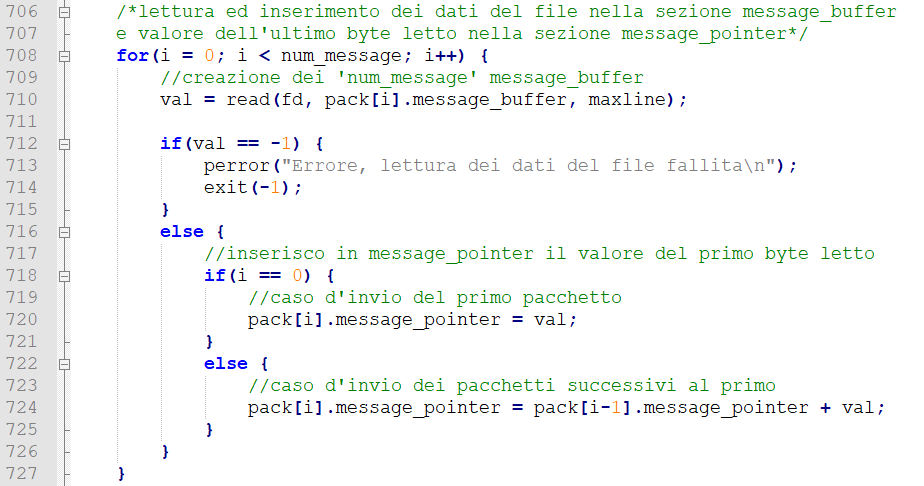 706 /*lettura ed inserimento dei dati del file nella sezione message_buffer
707 e valore dell'ultimo byte letto nella sezione message_pointer*/
708 for(i = 0; i < num_message; i++) {
709 //creazione dei 'num_message' message_buffer
710 val = read(fd, pack[i].message_buffer, maxline);
711
712 if(val == -1) {
713 perror("Errore, lettura dei dati del file fallita\n");
714 exit(-1);
715 }
716 else {
717 //inserisco in message_pointer il valore del primo byte letto
718 if(i == 0) {
719 //caso d'invio del primo pacchetto
720 pack[i].message_pointer = val;
721 }
722 else {
723 //caso d'invio dei pacchetti successivi al primo
724 pack[i].message_pointer = pack[i-1].message_pointer + val;
725 }
726 }
727 }